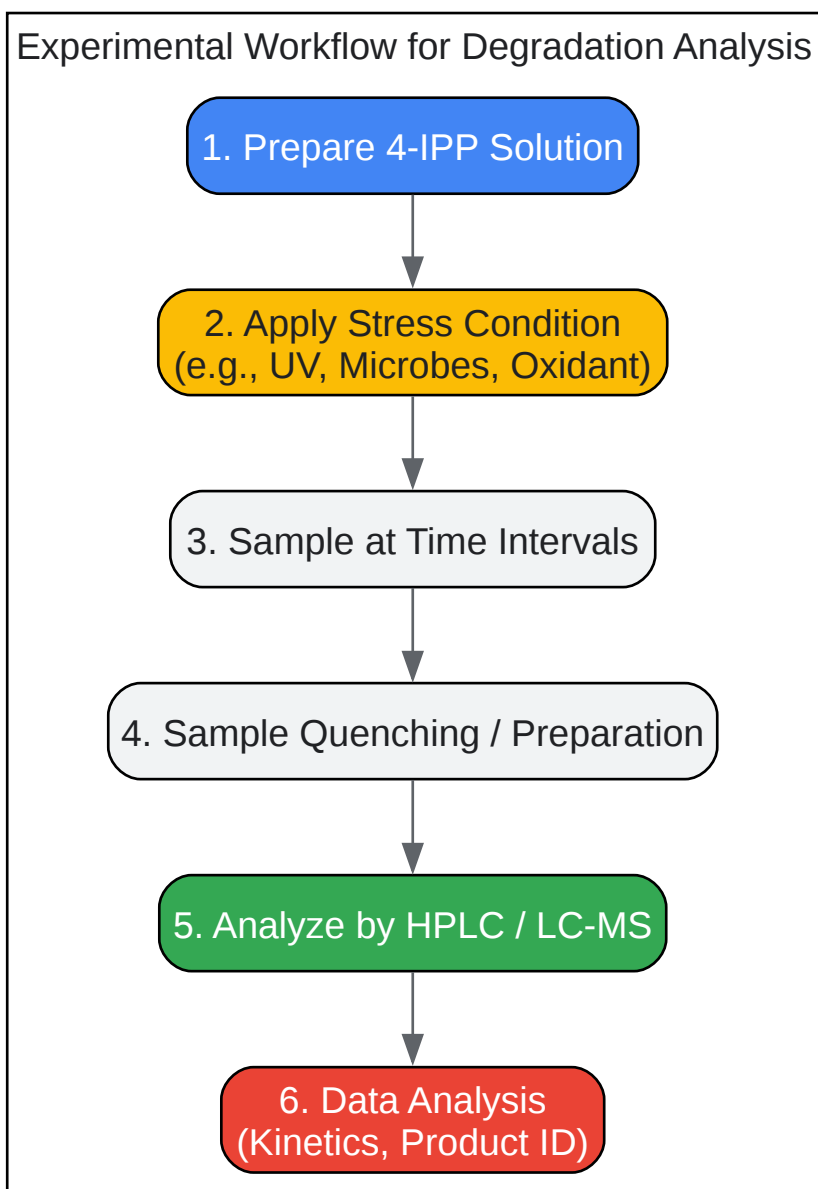 Experimental Workflow for Degradation Analysis
1. Prepare 4-IPP Solution
2. Apply Stress Condition
(e.g., UV, Microbes, Oxidant)
3. Sample at Time Intervals
4. Sample Quenching / Preparation
5. Analyze by HPLC / LC-MS
6. Data Analysis
(Kinetics, Product ID)